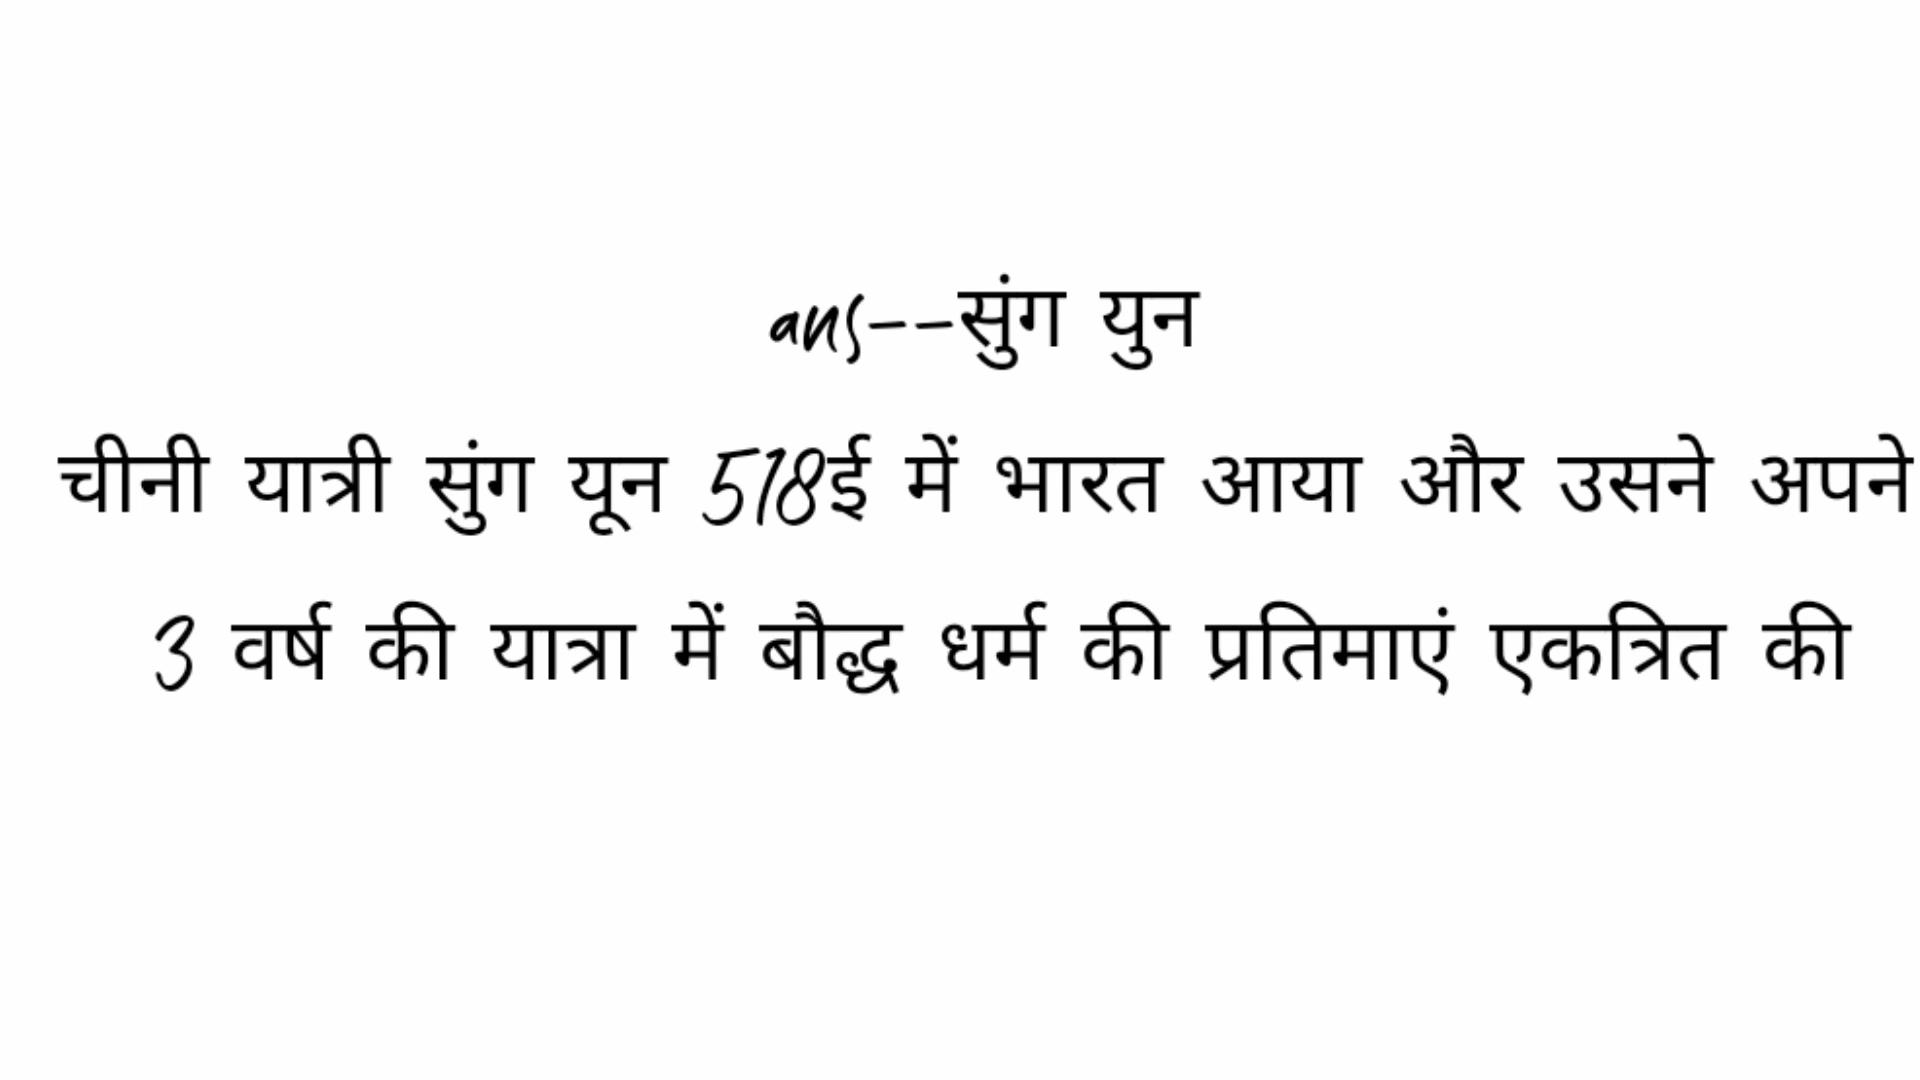 ans--सुंग युन
चीनी यात्री सुंग यून 518ई में भारत आया और उसने अपने
3 वर्ष की यात्रा में बौद्ध धर्म की प्रतिमाएं एकत्रित की